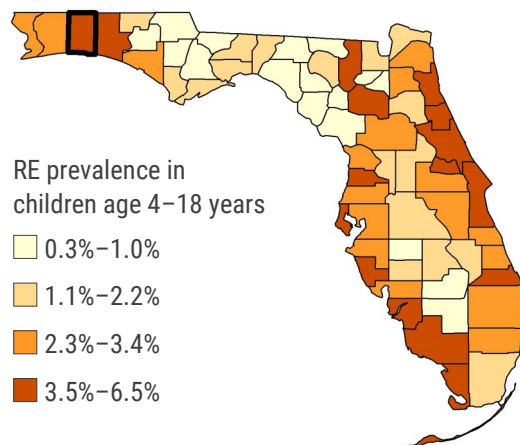 RE prevalence in
children age 4–18 years
0.3%–1.0%
1.1%–2.2%
2.3%–3.4%
3.5%–6.5%